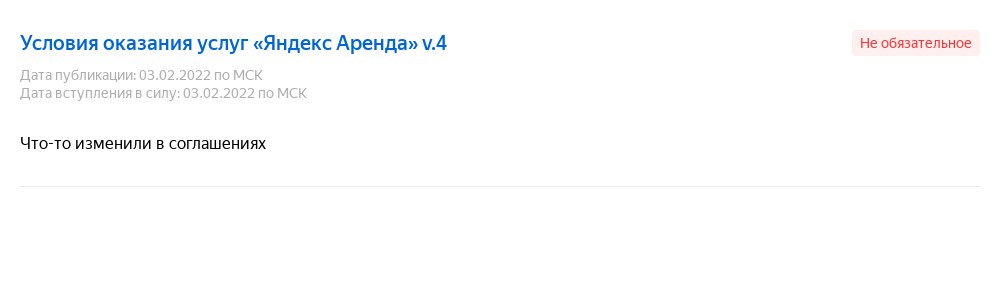 Условия оказания услуг «Яндекс Аренда» v.4
Не обязательное
Дата публикации: 03.02.2022 по МСК
Дата вступления в силу: 03.02.2022 по МСК
Что-то изменили в соглашениях